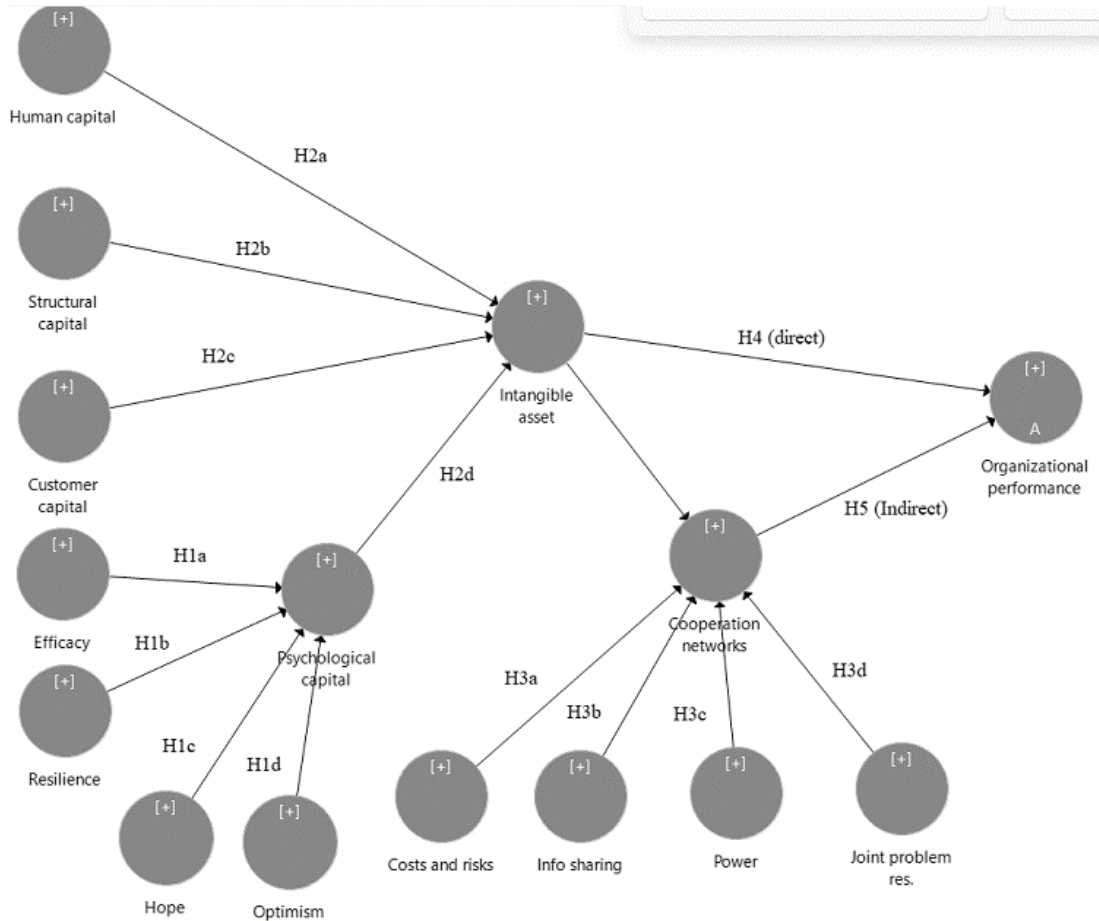 [+]
Human capital
H2a
[+]
Structural
capital
H2b
[+]
Customer
capital
H2c
[+]
Intangible
asset
H4 (direct)
[+]
A
Organizational
performance
H2d
[+]
Efficacy
H1a
[+]
Psychological
capital
H1b
[+]
Resilience
H1c
H1d
[+]
Hope
[+]
Optimism
[+]
Cooperation
networks
H5 (Indirect)
H3a
H3b
H3c
H3d
[+]
Costs and risks
[+]
Info sharing
[+]
Power
[+]
Joint problem
res.